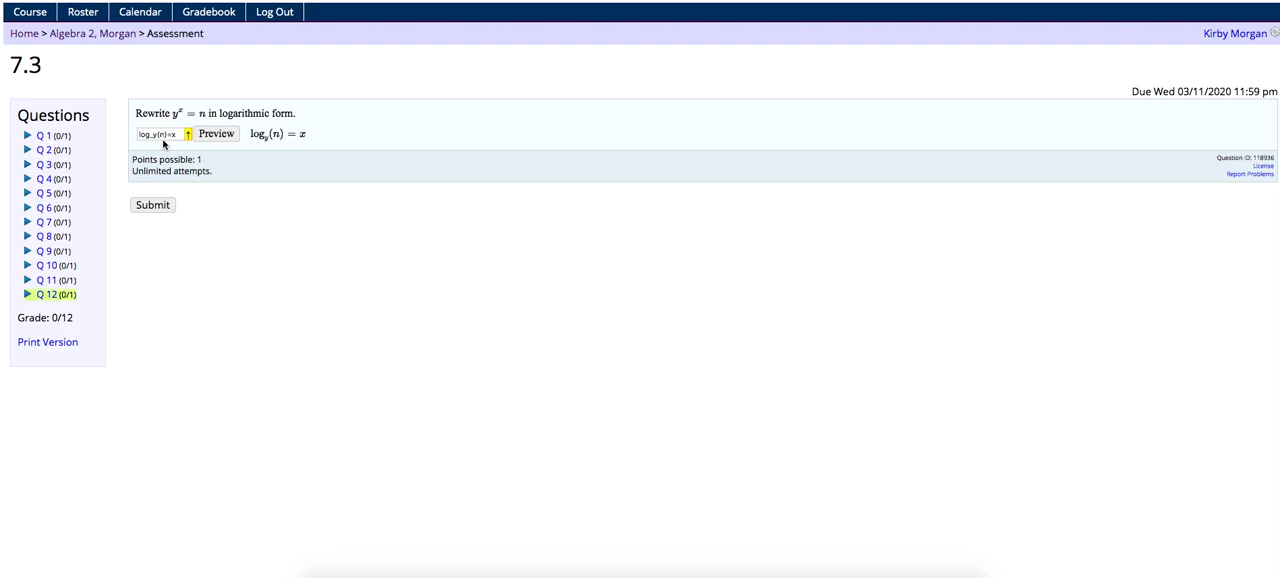 Course Roster Calendar Gradebook Log Out
Home > Algebra 2, Morgan > Assessment
Kirby Morgan
7.3
Due Wed 03/11/2020 11:59 pm
Questions
Q 1 (0/1)
Q 2 (0/1)
Q 3 (0/1)
Q 4 (0/1)
Q 5 (0/1)
Q 6 (0/1)
Q 7 (0/1)
Q 8 (0/1)
Q 9 (0/1)
Q 10 (0/1)
Q 11 (0/1)
Q 12 (0/1)
Grade: 0/12
Print Version
Rewrite y^x = n in logarithmic form.
log_y(n)=x ↑ Preview log_y(n) = x
Points possible: 1
Unlimited attempts.
Question ID: 118936
License
Report Problems
Submit